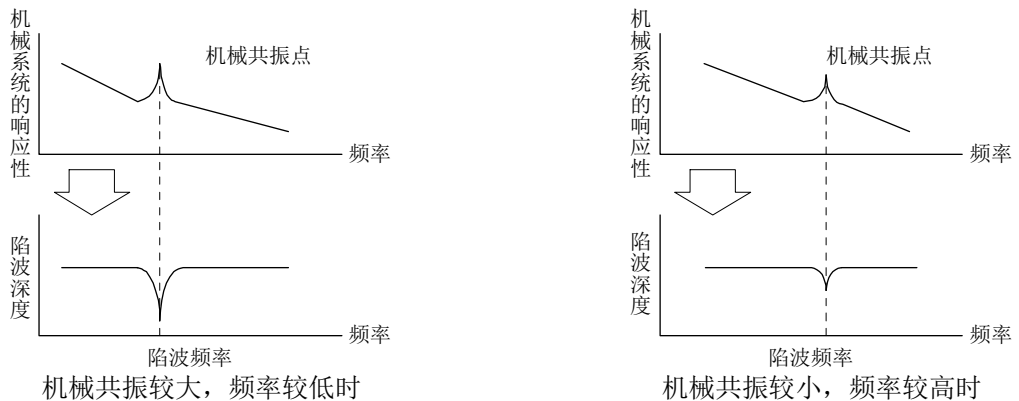 机械系统的响应性
机械共振点
频率
陷波深度
频率
陷波频率
机械共振较大，频率较低时
机械系统的响应性
机械共振点
频率
陷波深度
频率
陷波频率
机械共振较小，频率较高时